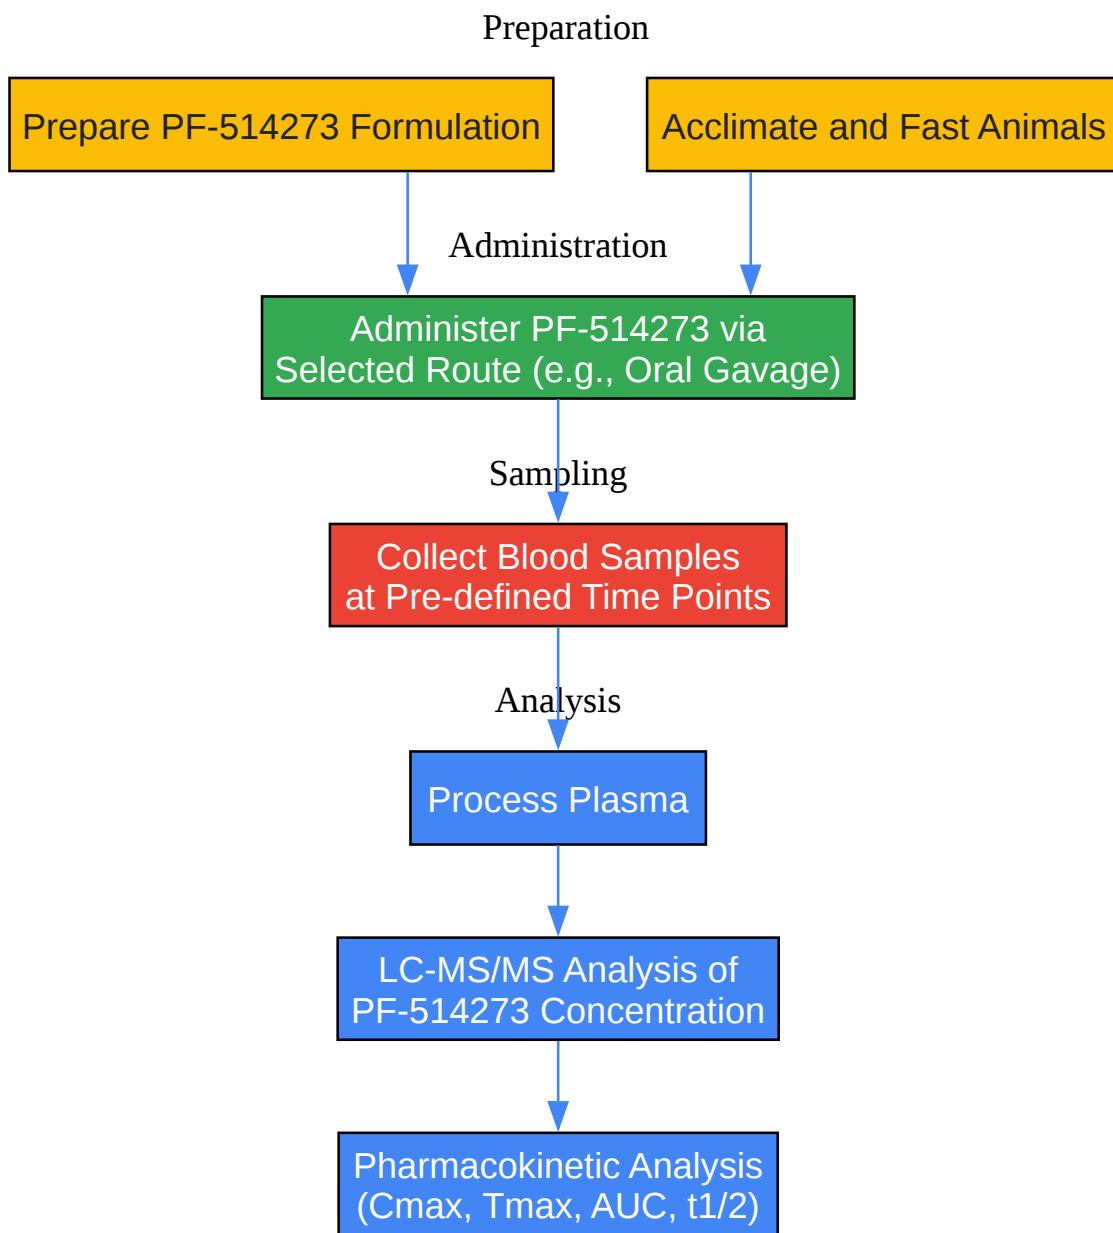 Preparation
Prepare PF-514273 Formulation
Acclimate and Fast Animals
Administration
Administer PF-514273 via
Selected Route (e.g., Oral Gavage)
Sampling
Collect Blood Samples
at Pre-defined Time Points
Analysis
Process Plasma
LC-MS/MS Analysis of
PF-514273 Concentration
Pharmacokinetic Analysis
(Cmax, Tmax, AUC, t1/2)